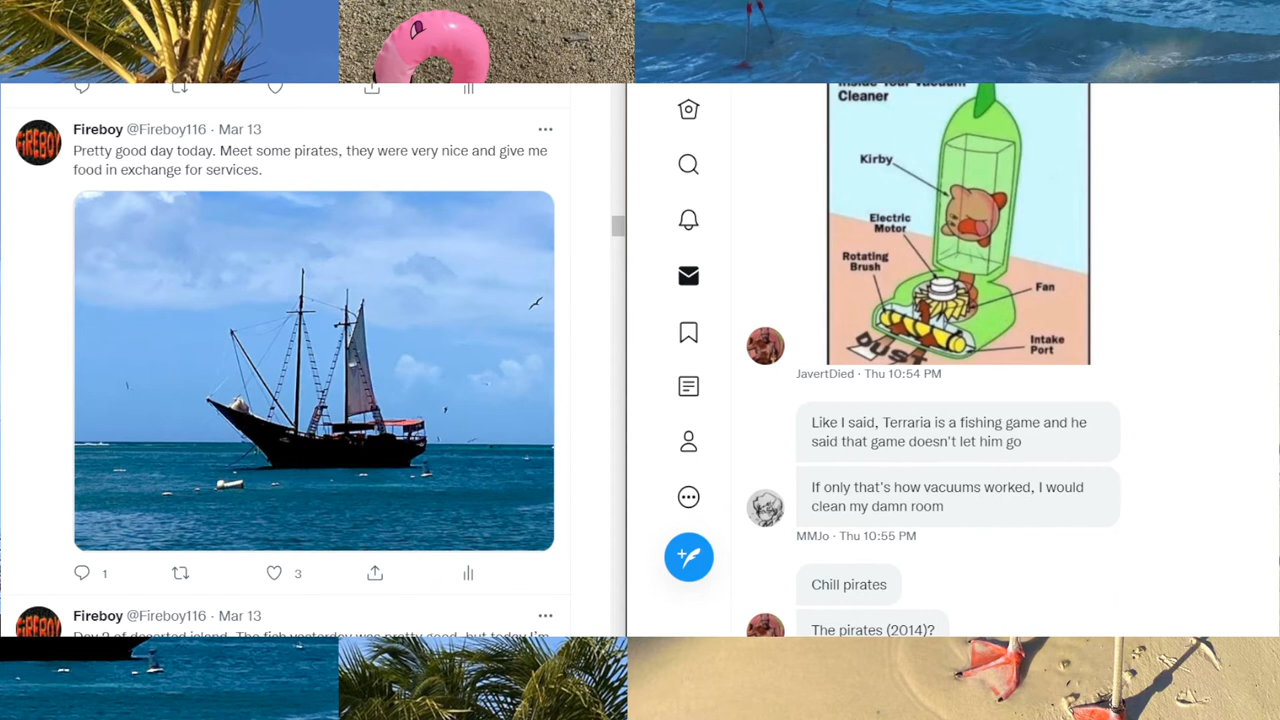 Fireboy @Fireboy116 · Mar 13
Pretty good day today. Meet some pirates, they were very nice and give me
food in exchange for services.
FIREBOY
1
3
Fireboy @Fireboy116 · Mar 13
Day 2 of deserted island. The fish yesterday was pretty good, but today I'm
Inside Your Vacuum
Cleaner
Kirby
Electric
Motor
Rotating
Brush
Fan
Intake
Port
DUST
JavertDied · Thu 10:54 PM
Like I said, Terraria is a fishing game and he
said that game doesn't let him go
If only that's how vacuums worked, I would
clean my damn room
MMJo · Thu 10:55 PM
Chill pirates
The pirates (2014)?